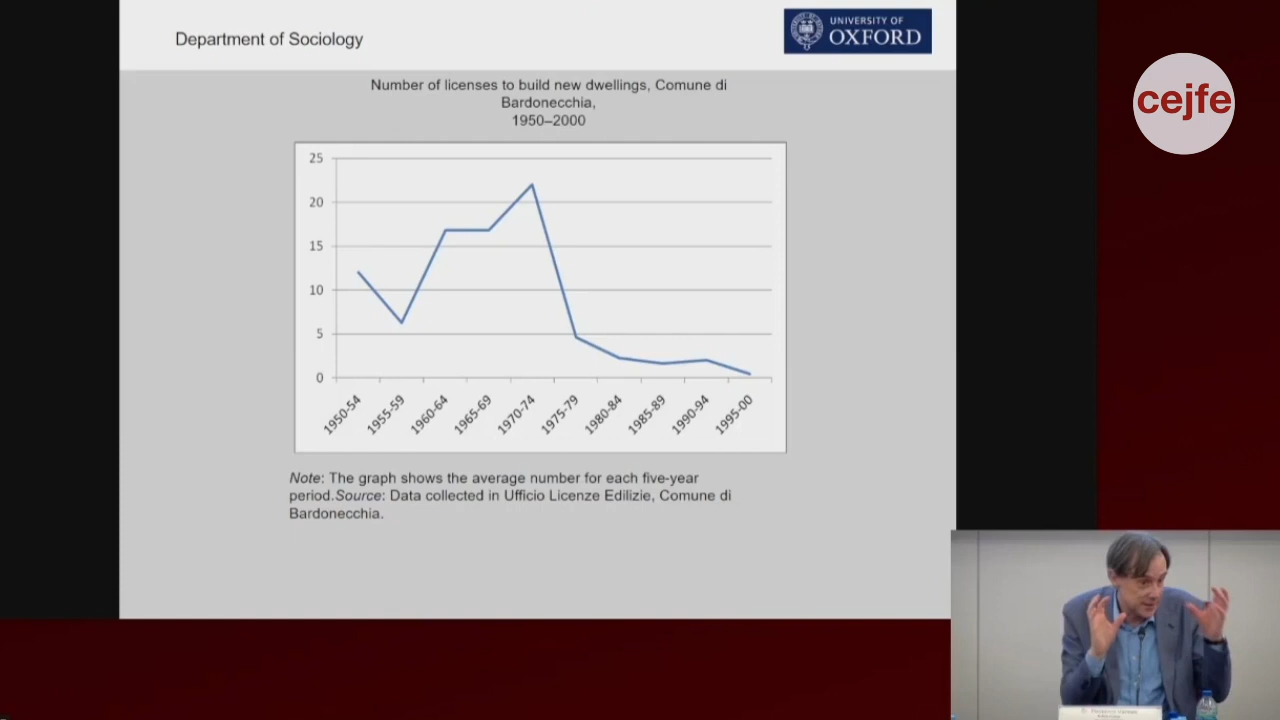 Department of Sociology
UNIVERSITY OF
OXFORD
cejfe
Number of licenses to build new dwellings, Comune di
Bardonecchia,
1950–2000
25
20
15
10
5
0
1950-54
1955-59
1960-64
1965-69
1970-74
1975-79
1980-84
1985-89
1990-94
1995-00
Note: The graph shows the average number for each five-year
period.Source: Data collected in Ufficio Licenze Edilizie, Comune di
Bardonecchia.